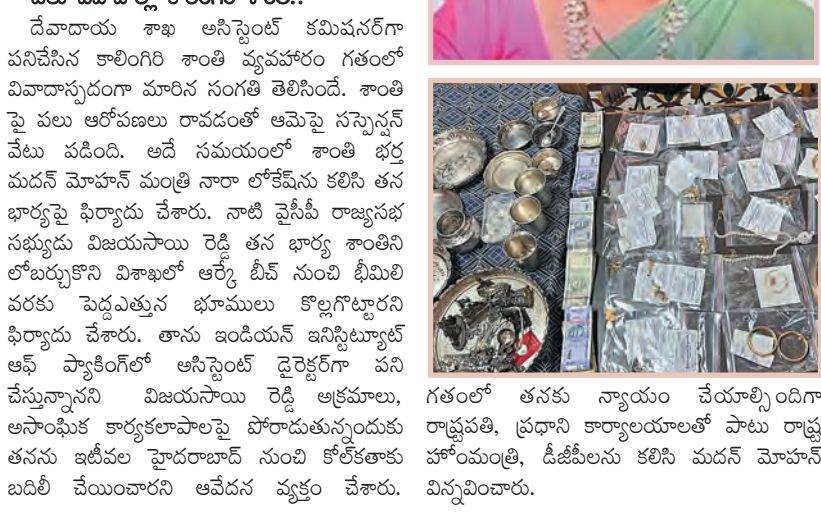 దేవాదాయ శాఖ అసిస్టెంట్ కమిషనర్‌గా
పనిచేసిన కాలింగిరి శాంతి వ్యవహారం గతంలో
వివాదాస్పదంగా మారిన సంగతి తెలిసిందే. శాంతి
పై పలు ఆరోపణలు రావడంతో ఆమెపై సస్పెన్షన్
వేటు పడింది. అదే సమయంలో శాంతి భర్త
మదన్ మోహన్ మంత్రి నారా లోకేష్‌ను కలిసి తన
భార్యపై ఫిర్యాదు చేశారు. నాటి వైసీపీ రాజ్యసభ
సభ్యుడు విజయసాయి రెడ్డి తన భార్య శాంతిని
లోబర్చుకొని విశాఖలో ఆర్కే బీచ్ నుంచి భీమిలి
వరకు పెద్దఎత్తున భూములు కొల్లగొట్టారని
ఫిర్యాదు చేశారు. తాను ఇండియన్ ఇనిస్టిట్యూట్
ఆఫ్ ప్యాకింగ్‌లో అసిస్టెంట్ డైరెక్టర్‌గా పని
చేస్తున్నానని విజయసాయి రెడ్డి అక్రమాలు,
అసాంఘిక కార్యకలాపాలపై పోరాడుతున్నందుకు
తనను ఇటీవల హైదరాబాద్ నుంచి కోల్‌కతాకు
బదిలీ చేయించారని ఆవేదన వ్యక్తం చేశారు.
గతంలో తనకు న్యాయం చేయాల్సిందిగా
రాష్ట్రపతి, ప్రధాని కార్యాలయాలతో పాటు రాష్ట్ర
హోంమంత్రి, డీజీపీలను కలిసి మదన్ మోహన్
విన్నవించారు.